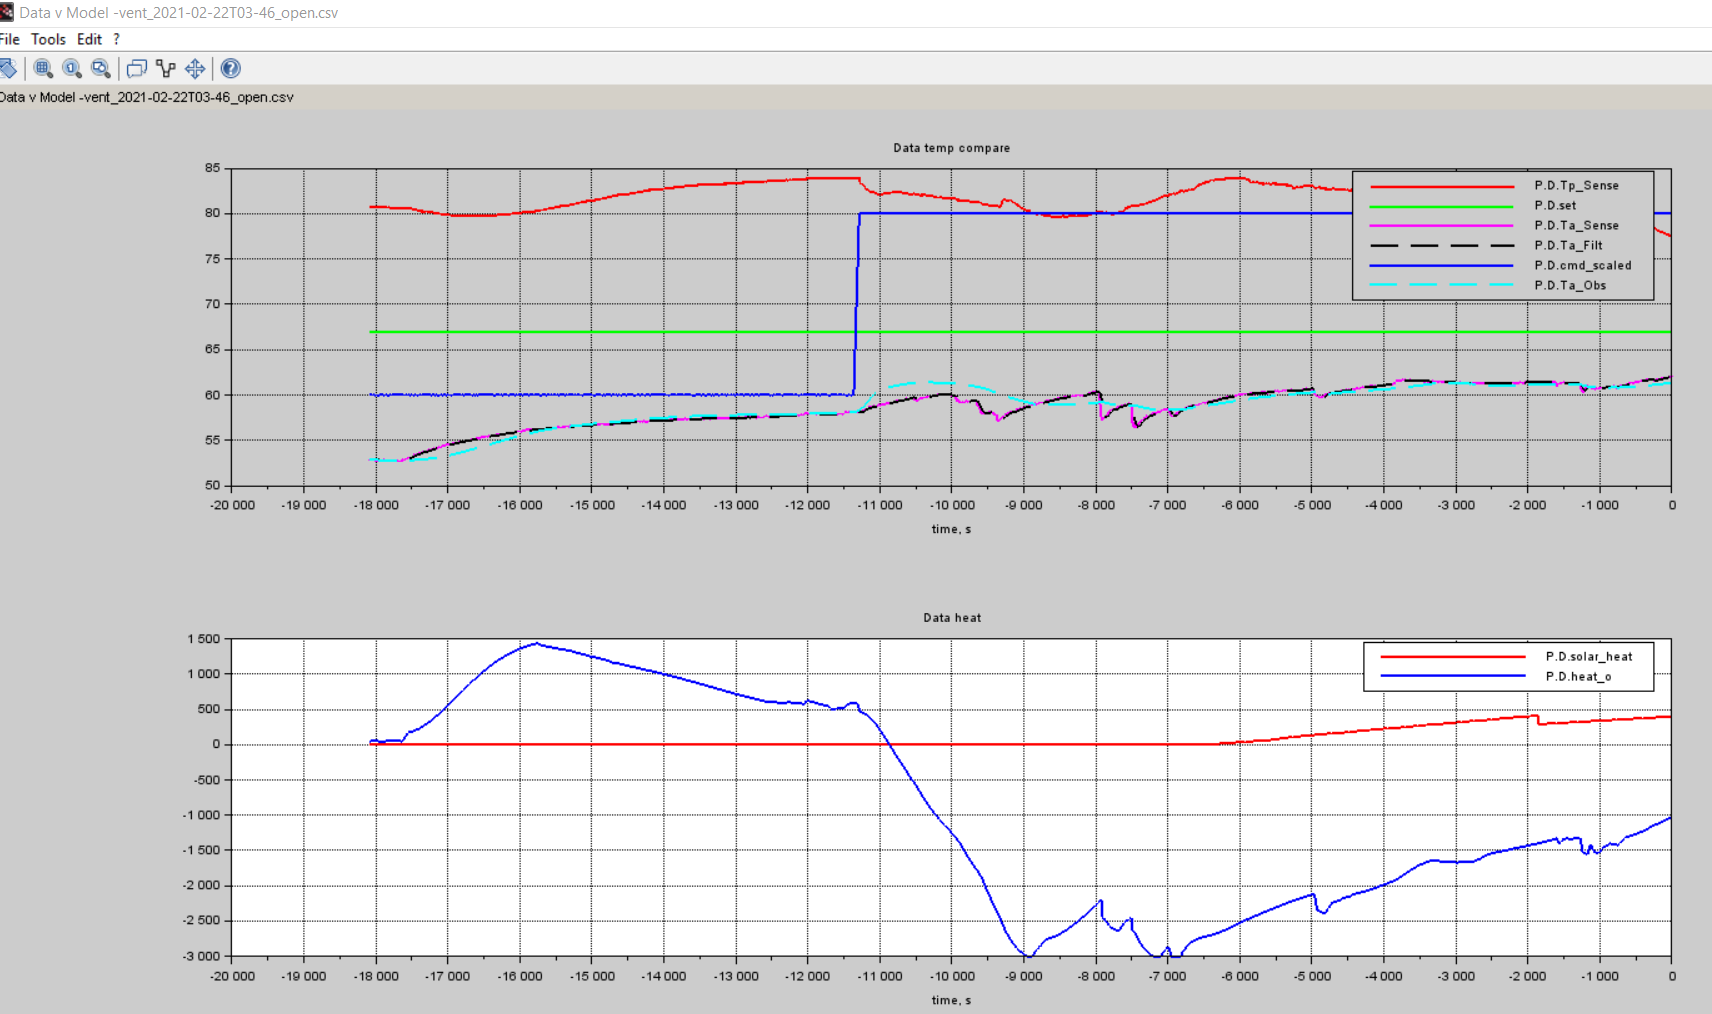 Data v Model -vent_2021-02-22T03-46_open.csv
File Tools Edit ?
Data v Model -vent_2021-02-22T03-46_open.csv
Data temp compare
85
80
75
70
65
60
55
50
P.D.Tp_Sense
P.D.set
P.D.Ta_Sense
P.D.Ta_Filt
P.D.cmd_scaled
P.D.Ta_Obs
-20 000 -19 000 -18 000 -17 000 -16 000 -15 000 -14 000 -13 000 -12 000 -11 000 -10 000 -9 000 -8 000 -7 000 -6 000 -5 000 -4 000 -3 000 -2 000 -1 000 0
time, s
Data heat
1 500
1 000
500
0
-500
-1 000
-1 500
-2 000
-2 500
-3 000
P.D.solar_heat
P.D.heat_o
-20 000 -19 000 -18 000 -17 000 -16 000 -15 000 -14 000 -13 000 -12 000 -11 000 -10 000 -9 000 -8 000 -7 000 -6 000 -5 000 -4 000 -3 000 -2 000 -1 000 0
time, s